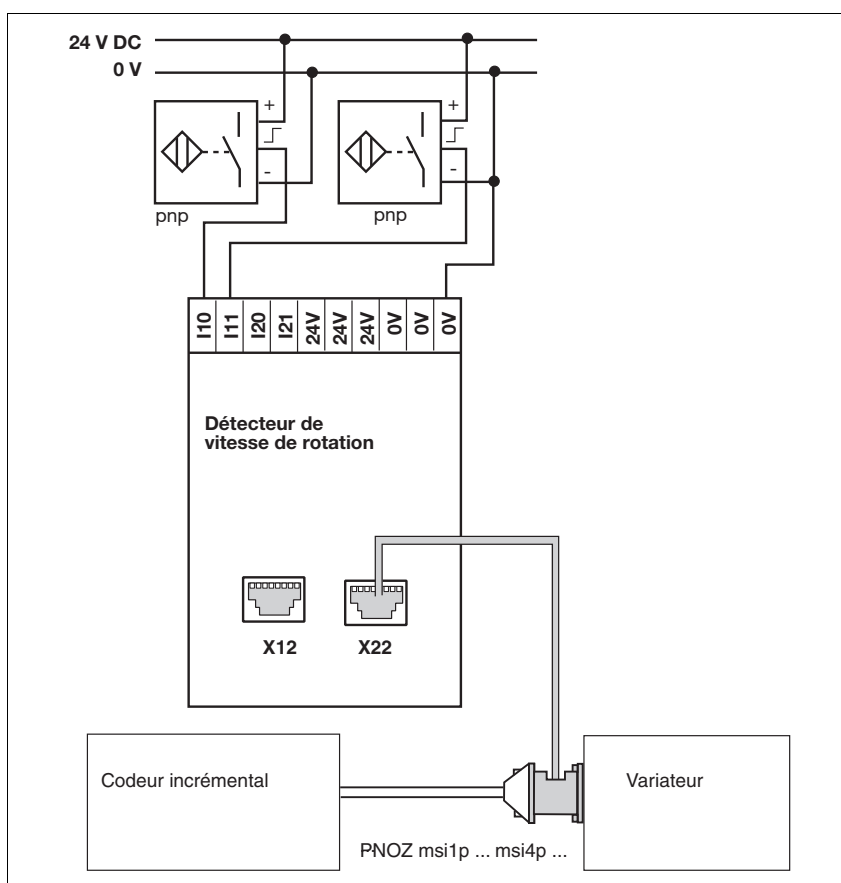 24 V DC
0 V
+
-
pnp
+
-
pnp
I10 I11 I20 I21 24V 24V 24V 0V 0V 0V
Détecteur de
vitesse de rotation
X12
X22
Codeur incrémental
Variateur
PNOZ msi1p ... msi4p ...